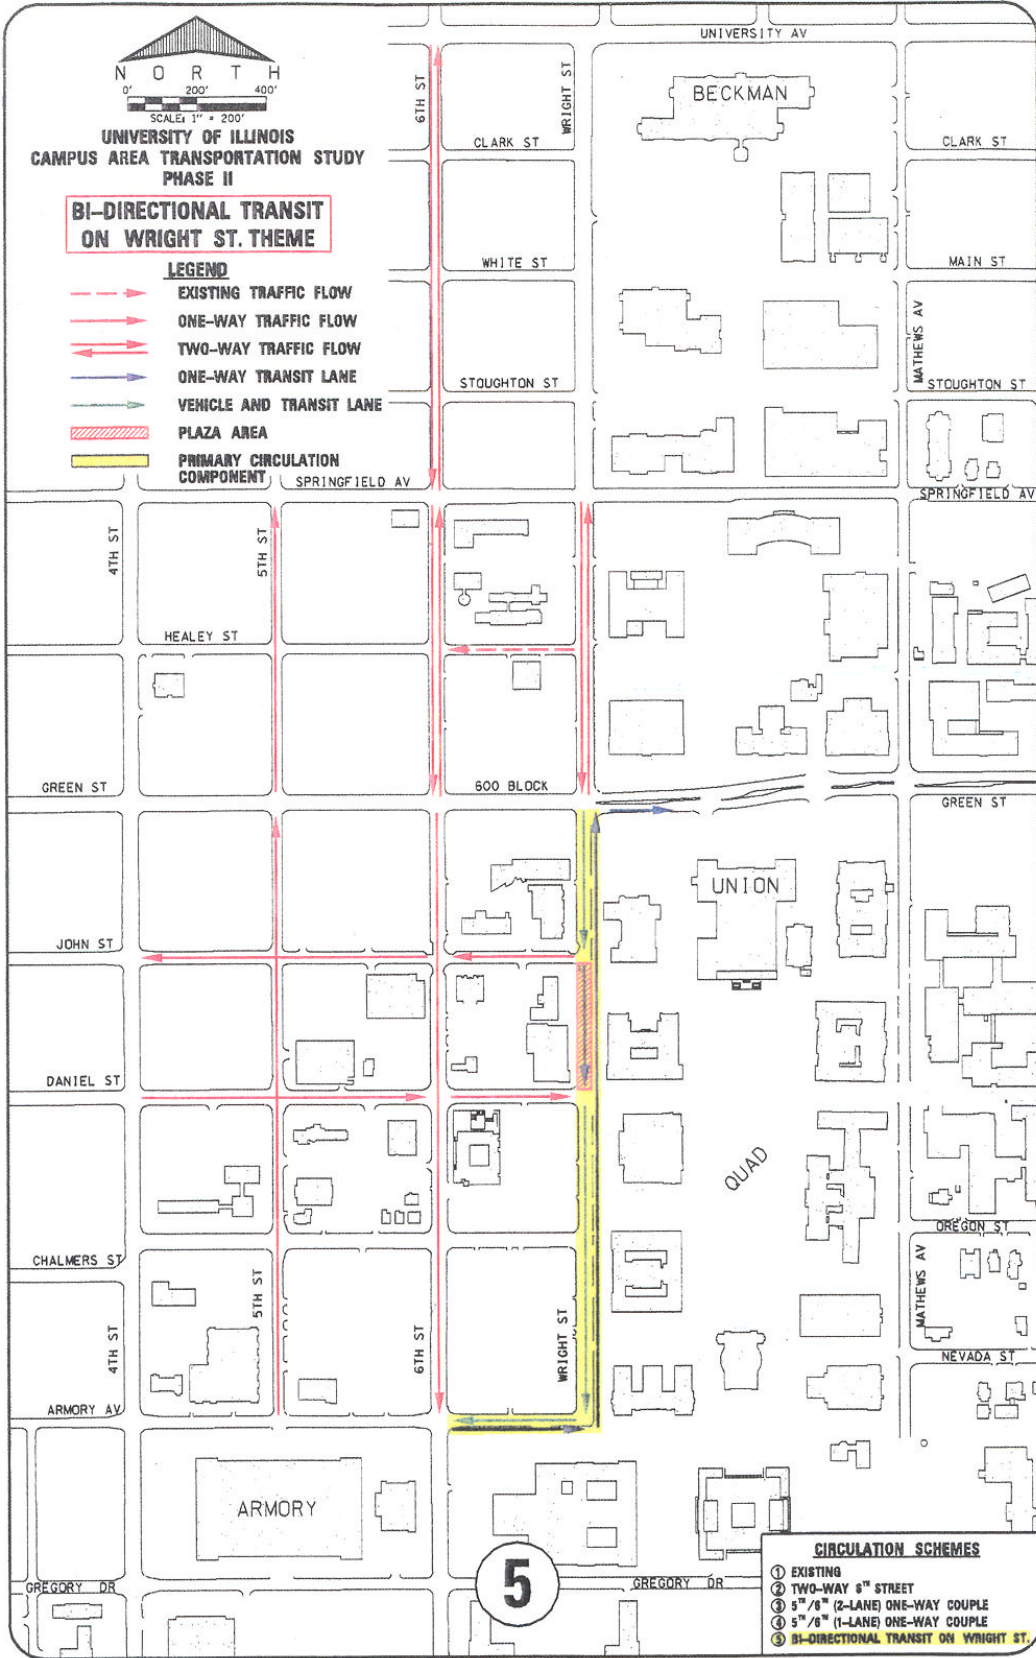 UNIVERSITY AV
N O R T H
0' 200' 400'
SCALE: 1" = 200'
UNIVERSITY OF ILLINOIS
CAMPUS AREA TRANSPORTATION STUDY
PHASE II
BI-DIRECTIONAL TRANSIT
ON WRIGHT ST. THEME
LEGEND
EXISTING TRAFFIC FLOW
ONE-WAY TRAFFIC FLOW
TWO-WAY TRAFFIC FLOW
ONE-WAY TRANSIT LANE
VEHICLE AND TRANSIT LANE
PLAZA AREA
PRIMARY CIRCULATION
COMPONENT
6TH ST
WRIGHT ST
BECKMAN
CLARK ST
CLARK ST
WHITE ST
MAIN ST
MATHEWS AV
STOUGHTON ST
STOUGHTON ST
SPRINGFIELD AV
SPRINGFIELD AV
4TH ST
5TH ST
HEALEY ST
GREEN ST
600 BLOCK
GREEN ST
UNION
JOHN ST
DANIEL ST
QUAD
OREGON ST
CHALMERS ST
MATHEWS AV
4TH ST
5TH ST
6TH ST
WRIGHT ST
NEVADA ST
ARMORY AV
ARMORY
5
GREGORY DR
GREGORY DR
CIRCULATION SCHEMES
① EXISTING
② TWO-WAY 6TH STREET
③ 5TH/6TH (2-LANE) ONE-WAY COUPLE
④ 5TH/6TH (1-LANE) ONE-WAY COUPLE
⑤ BI-DIRECTIONAL TRANSIT ON WRIGHT ST.